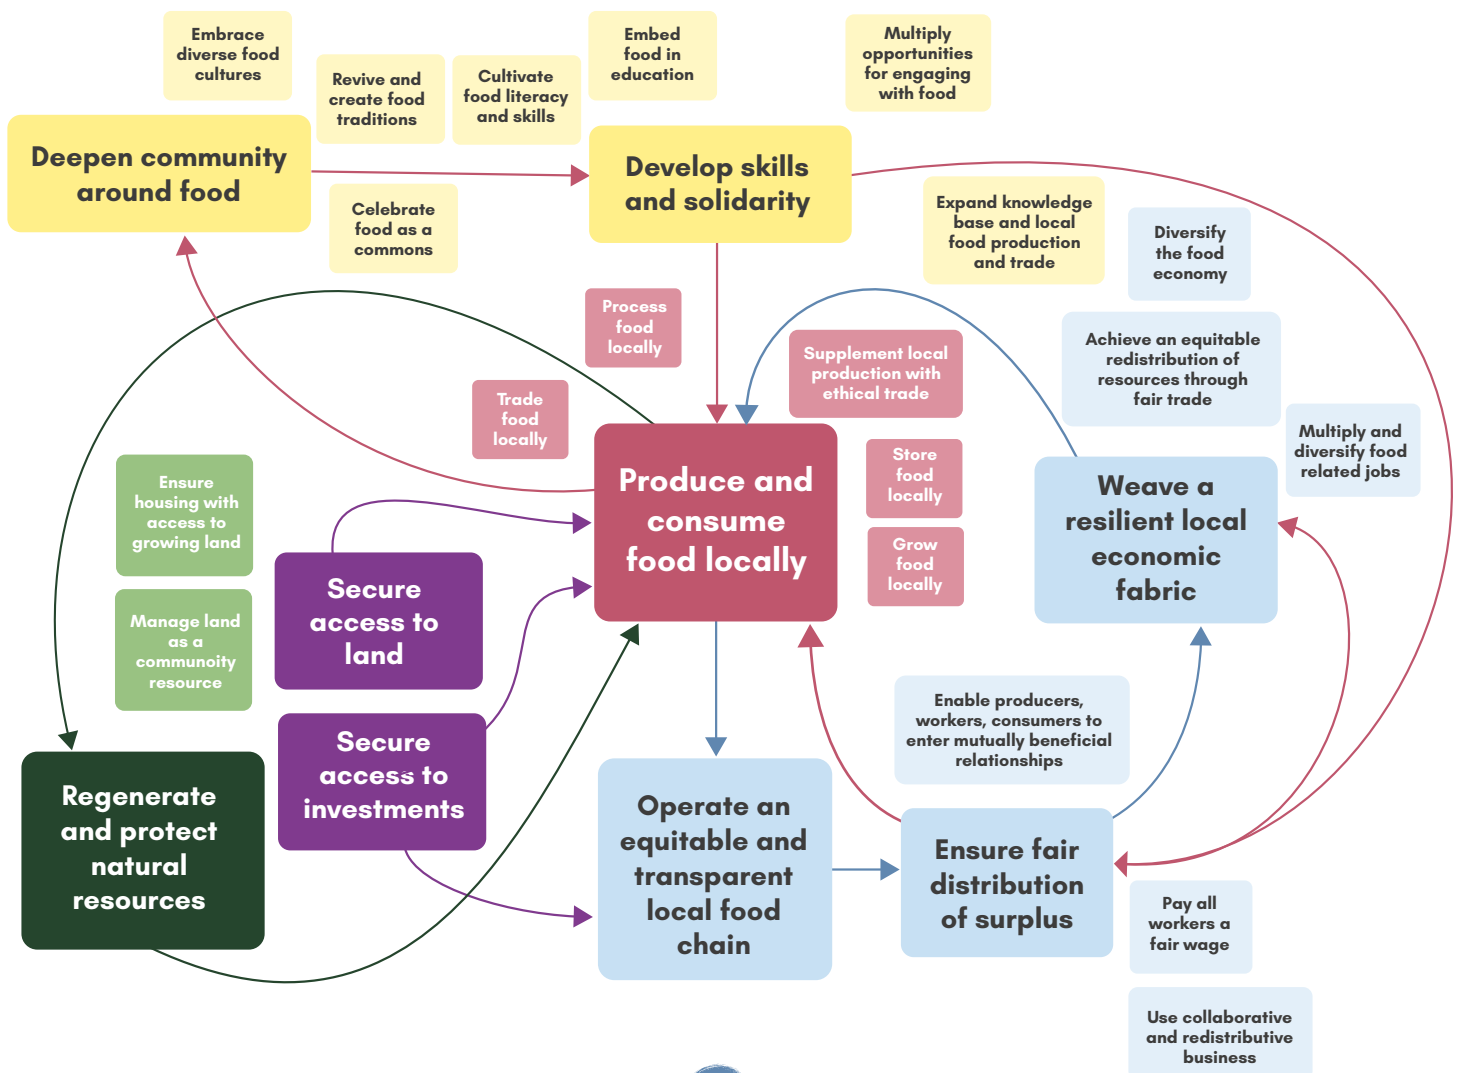 Embrace
diverse food
cultures
Revive and
create food
traditions
Cultivate
food literacy
and skills
Embed
food in
education
Multiply
opportunities
for engaging
with food
Deepen community
around food
Develop skills
and solidarity
Celebrate
food as a
commons
Expand knowledge
base and local
food production
and trade
Diversify
the food
economy
Process
food
locally
Supplement local
production with
ethical trade
Achieve an equitable
redistribution of
resources through
fair trade
Trade
food
locally
Multiply and
diversify food
related jobs
Produce and
consume
food locally
Store
food
locally
Grow
food
locally
Weave a
resilient local
economic
fabric
Ensure
housing with
access to
growing land
Manage land
as a
communoity
resource
Secure
access to
land
Secure
access to
investments
Enable producers,
workers, consumers to
enter mutually beneficial
relationships
Regenerate
and protect
natural
resources
Operate an
equitable and
transparent
local food
chain
Ensure fair
distribution
of surplus
Pay all
workers a
fair wage
Use collaborative
and redistributive
business